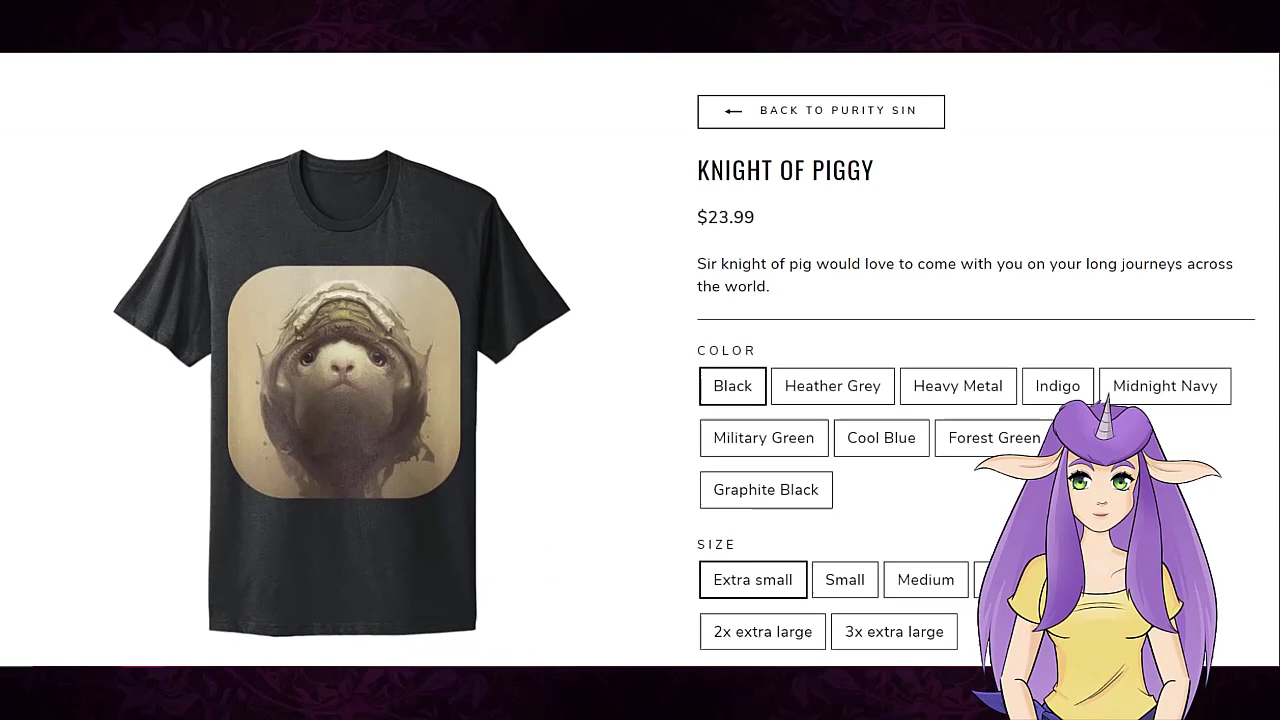 BACK TO PURITY SIN
KNIGHT OF PIGGY
$23.99
Sir knight of pig would love to come with you on your long journeys across
the world.
COLOR
Black Heather Grey Heavy Metal Indigo Midnight Navy
Military Green Cool Blue Forest Green
Graphite Black
SIZE
Extra small Small Medium
2x extra large 3x extra large